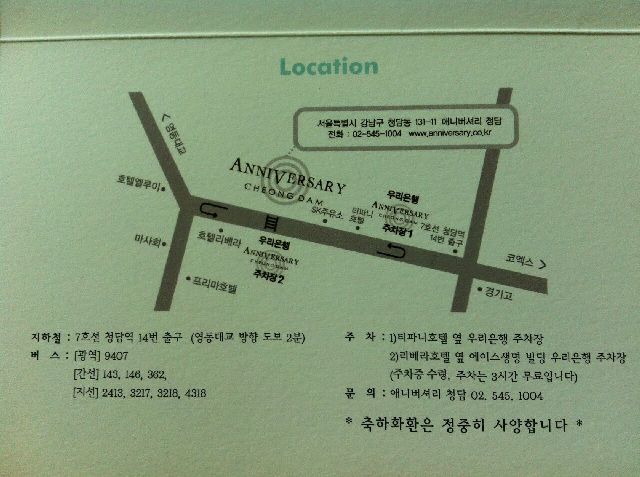 Location
서울특별시 강남구 청담동 131-11 애니버셔리 청담
전화 : 02-545-1004 www.anniversary.co.kr
< 영동대교
ANNIVERSARY
CHEONGDAM
호텔엘루이
SK주유소
티파니
호텔
우리은행
ANNIVERSARY
CHEONGDAM
주차장1
7호선 청담역
14번 출구
마사회
호텔리베라
우리은행
ANNIVERSARY
CHEONGDAM
주차장2
프리마호텔
코엑스 >
경기고
지하철 : 7호선 청담역 14번 출구 (영동대교 방향 도보 2분)
버 스 : [광역] 9407
[간선] 143, 146, 362,
[지선] 2413, 3217, 3218, 4318
주 차 : 1)티파니호텔 옆 우리은행 주차장
2)리베라호텔 옆 에이스생명 빌딩 우리은행 주차장
(주차증 수령, 주차는 3시간 무료입니다)
문 의 : 애니버셔리 청담 02. 545. 1004
* 축하화환은 정중히 사양합니다 *